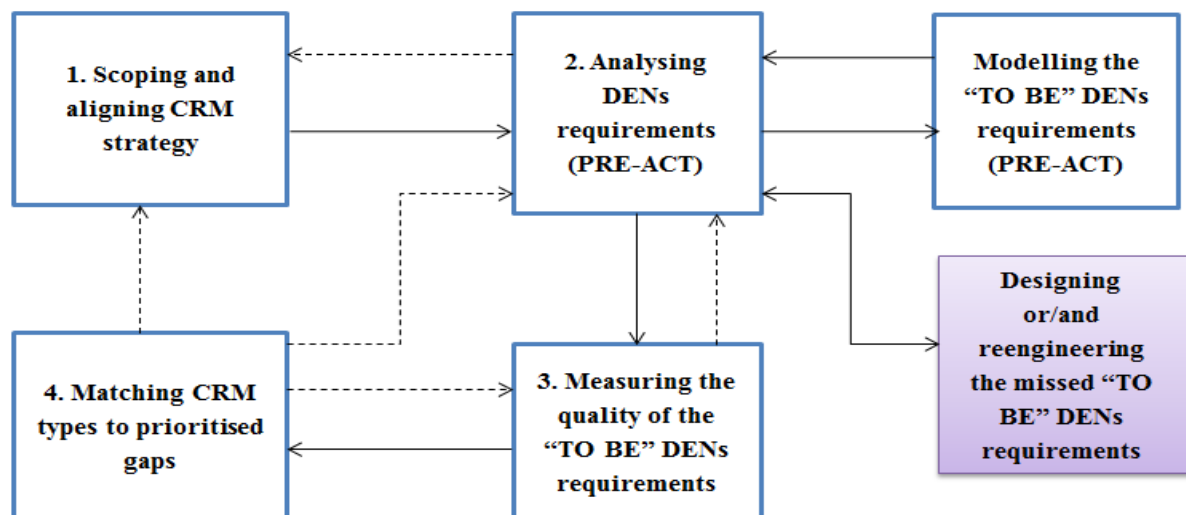 1. Scoping and
aligning CRM
strategy
2. Analysing
DENs
requirements
(PRE-ACT)
Modelling the
“TO BE” DENs
requirements
(PRE-ACT)
Designing
or/and
reengineering
the missed “TO
BE” DENs
requirements
4. Matching CRM
types to prioritised
gaps
3. Measuring the
quality of the
“TO BE” DENs
requirements